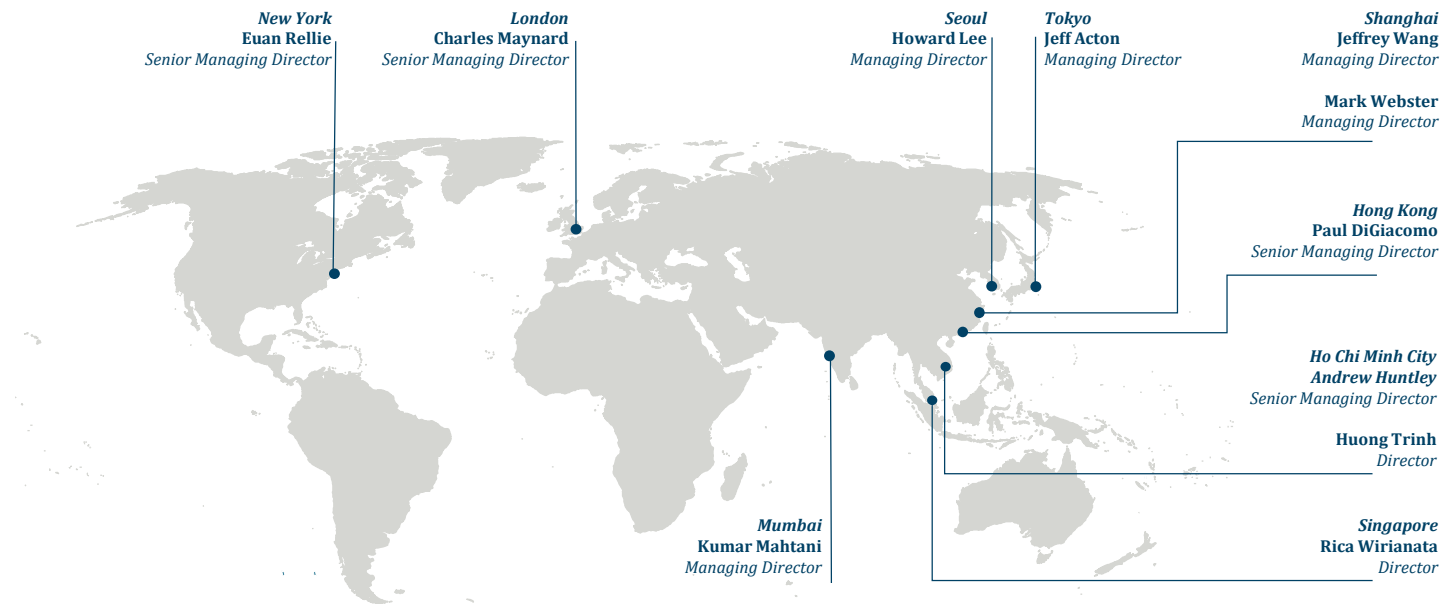 New York
Euan Rellie
Senior Managing Director
London
Charles Maynard
Senior Managing Director
Seoul
Howard Lee
Managing Director
Tokyo
Jeff Acton
Managing Director
Shanghai
Jeffrey Wang
Managing Director
Mark Webster
Managing Director
Hong Kong
Paul DiGiacomo
Senior Managing Director
Ho Chi Minh City
Andrew Huntley
Senior Managing Director
Huong Trinh
Director
Mumbai
Kumar Mahtani
Managing Director
Singapore
Rica Wirianata
Director